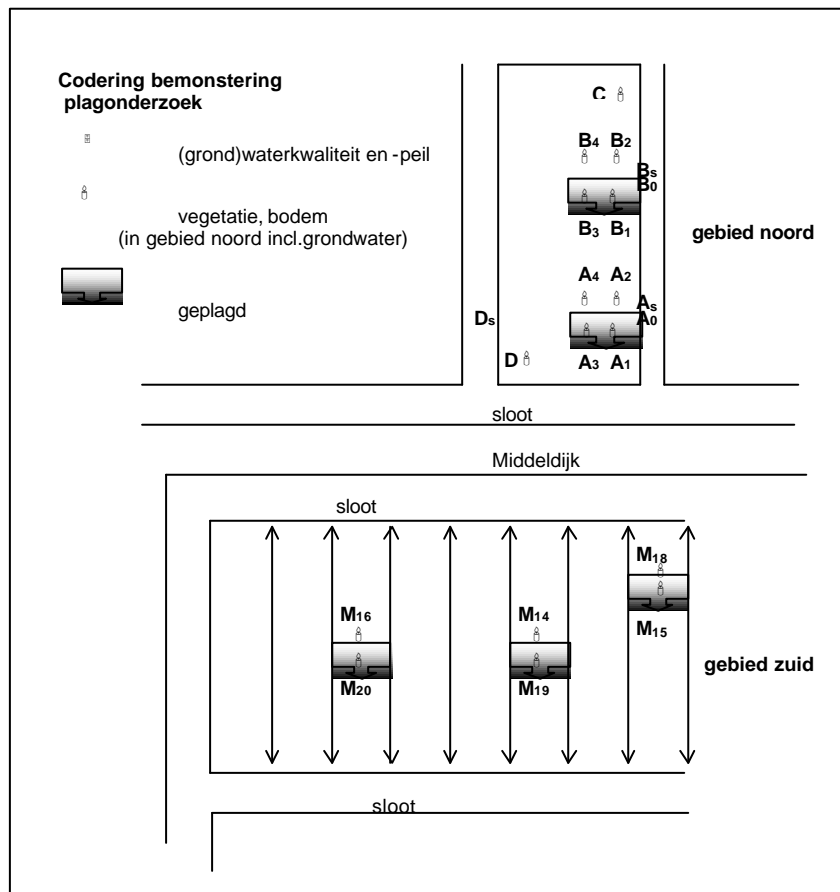 Codering bemonstering
plagonderzoek
(grond)waterkwaliteit en -peil
vegetatie, bodem
(in gebied noord incl.grondwater)
geplagd
C
B4 B2
Bs
B0
B3 B1
gebied noord
A4 A2
As
Ds A0
D A3 A1
sloot
Middeldijk
sloot
M18
M16 M14 M15
gebied zuid
M20 M19
sloot